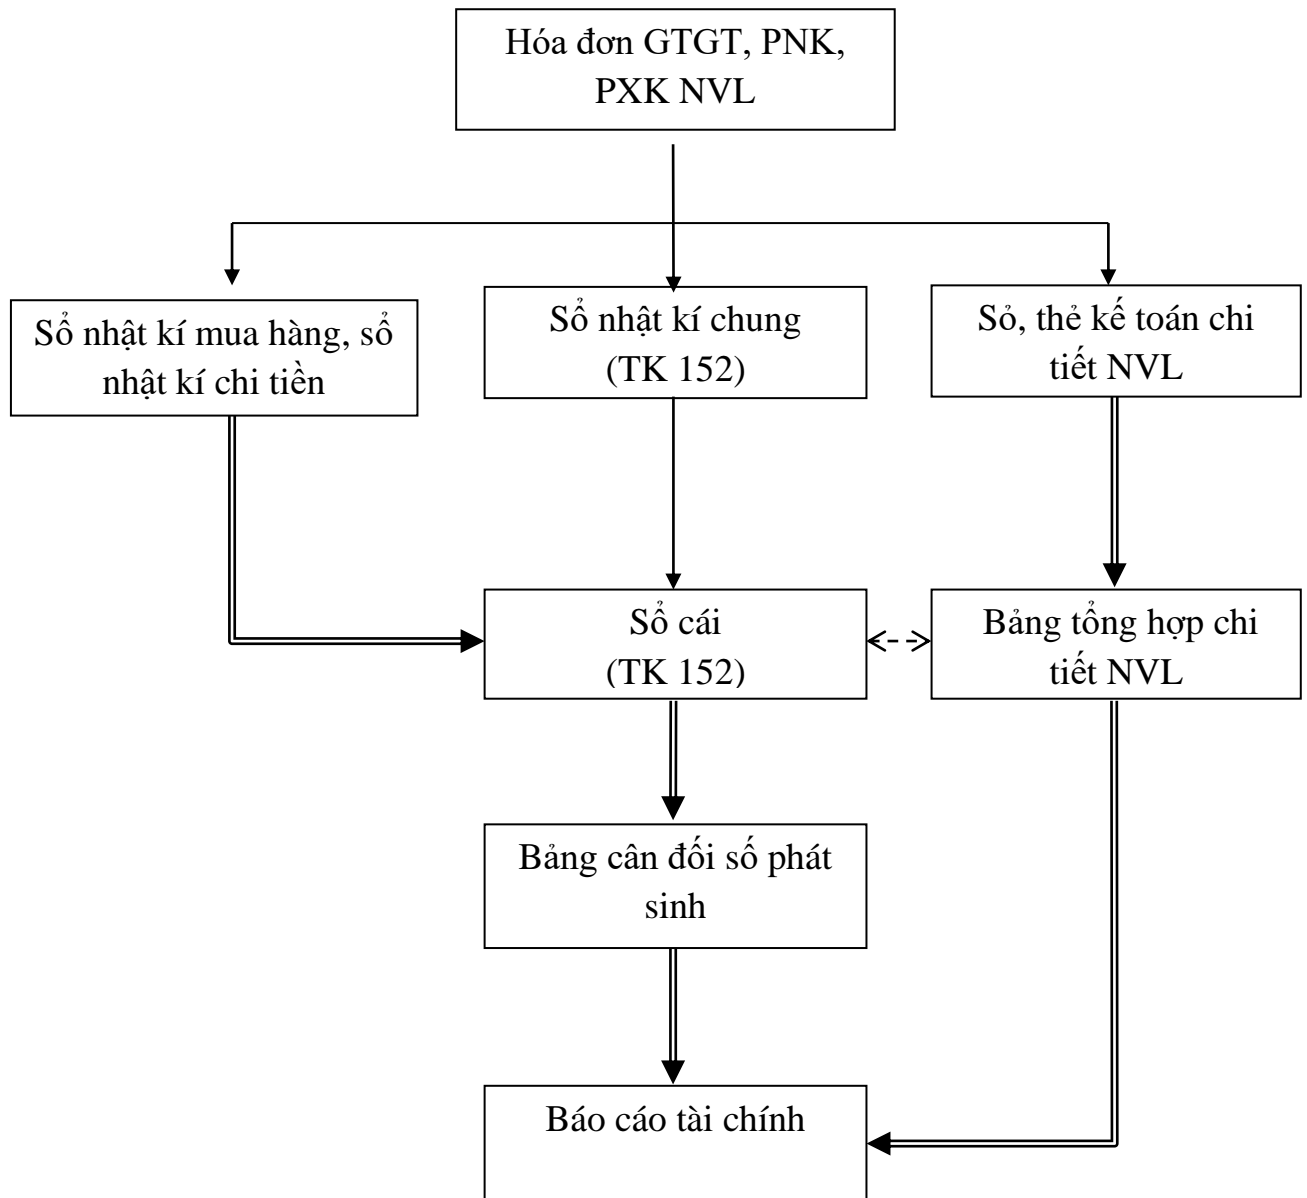 Hóa đơn GTGT, PNK,
PXK NVL
Sổ nhật kí mua hàng, sổ
nhật kí chi tiền
Sổ nhật kí chung
(TK 152)
Sỏ, thẻ kế toán chi
tiết NVL
Sổ cái
(TK 152)
Bảng tổng hợp chi
tiết NVL
Bảng cân đối số phát
sinh
Báo cáo tài chính